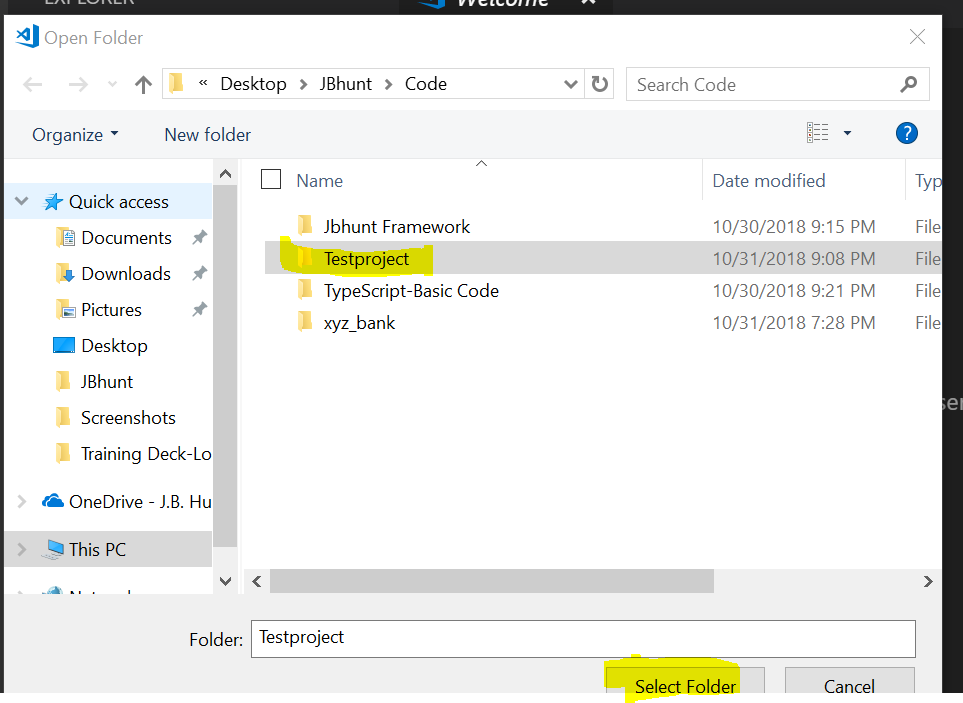 EXPLORER Welcome
Open Folder
« Desktop > JBhunt > Code Search Code
Organize New folder ?
Name Date modified Typ
Quick access
Documents
Downloads
Pictures
Desktop
JBhunt
Screenshots
Training Deck-Lo
OneDrive - J.B. Hu
This PC
Jbhunt Framework 10/30/2018 9:15 PM File
Testproject 10/31/2018 9:08 PM File
TypeScript-Basic Code 10/30/2018 9:21 PM File
xyz_bank 10/31/2018 7:28 PM File
ser
Folder: Testproject
Select Folder Cancel